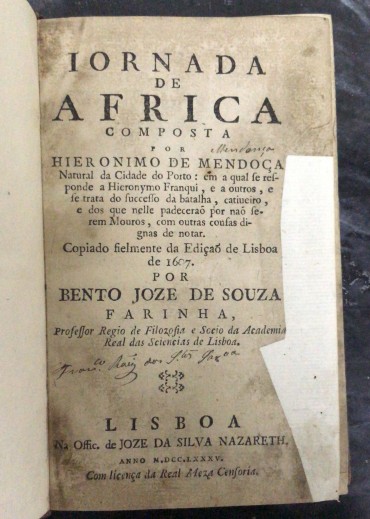 IORNADA
DE
AFRICA
COMPOSTA
POR
Mendonça
HIERONIMO DE MENDOÇA
Natural da Cidade do Porto: em a qual se res-
ponde a Hieronymo Franqui, e a outros, e
se trata do successo da batalha, cativeiro,
e dos que nelle padeceraõ por naõ se-
rem Mouros, com outras cousas di-
gnas de notar.
Copiado fielmente da Ediçaõ de Lisboa
de 1607.
POR
BENTO JOZE DE SOUZA
FARINHA,
Professor Regio de Filozofia e Socio da Academia
Real das Sciencias de Lisboa.
LISBOA
Na Offic. de JOZE DA SILVA NAZARETH.
ANNO M.DCC.LXXXV.
Com licença da Real Meza Censoria.